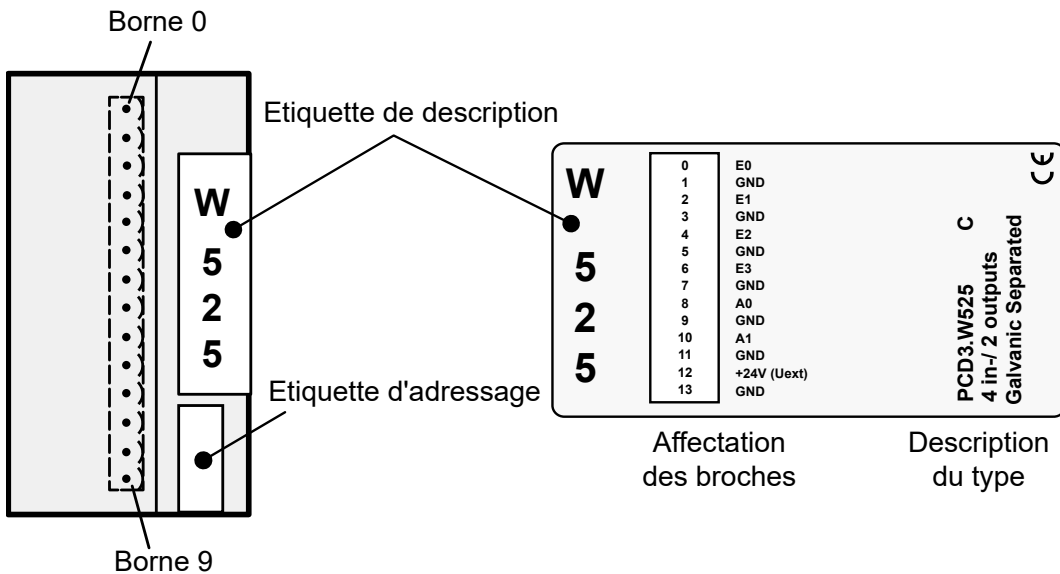 Borne 0
Etiquette de description
W
5
2
5
Etiquette d'adressage
Borne 9
W
5
2
5
0 E0
1 GND
2 E1
3 GND
4 E2
5 GND
6 E3
7 GND
8 A0
9 GND
10 A1
11 GND
12 +24V (Uext)
13 GND
PCD3.W525 C
4 in-/ 2 outputs
Galvanic Separated
CE
Affectation
des broches
Description
du type